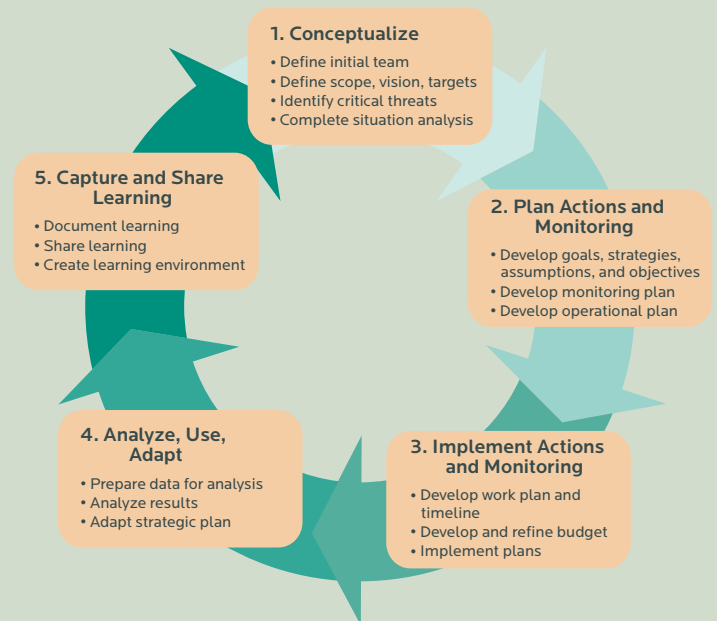 1. Conceptualize
• Define initial team
• Define scope, vision, targets
• Identify critical threats
• Complete situation analysis
2. Plan Actions and
Monitoring
• Develop goals, strategies,
assumptions, and objectives
• Develop monitoring plan
• Develop operational plan
3. Implement Actions
and Monitoring
• Develop work plan and
timeline
• Develop and refine budget
• Implement plans
4. Analyze, Use,
Adapt
• Prepare data for analysis
• Analyze results
• Adapt strategic plan
5. Capture and Share
Learning
• Document learning
• Share learning
• Create learning environment